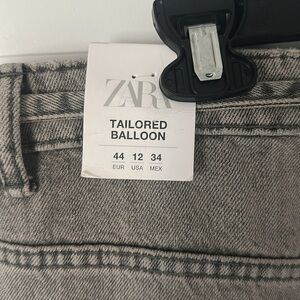 ZARA
TAILORED
BALLOON
44 12 34
EUR USA MEX